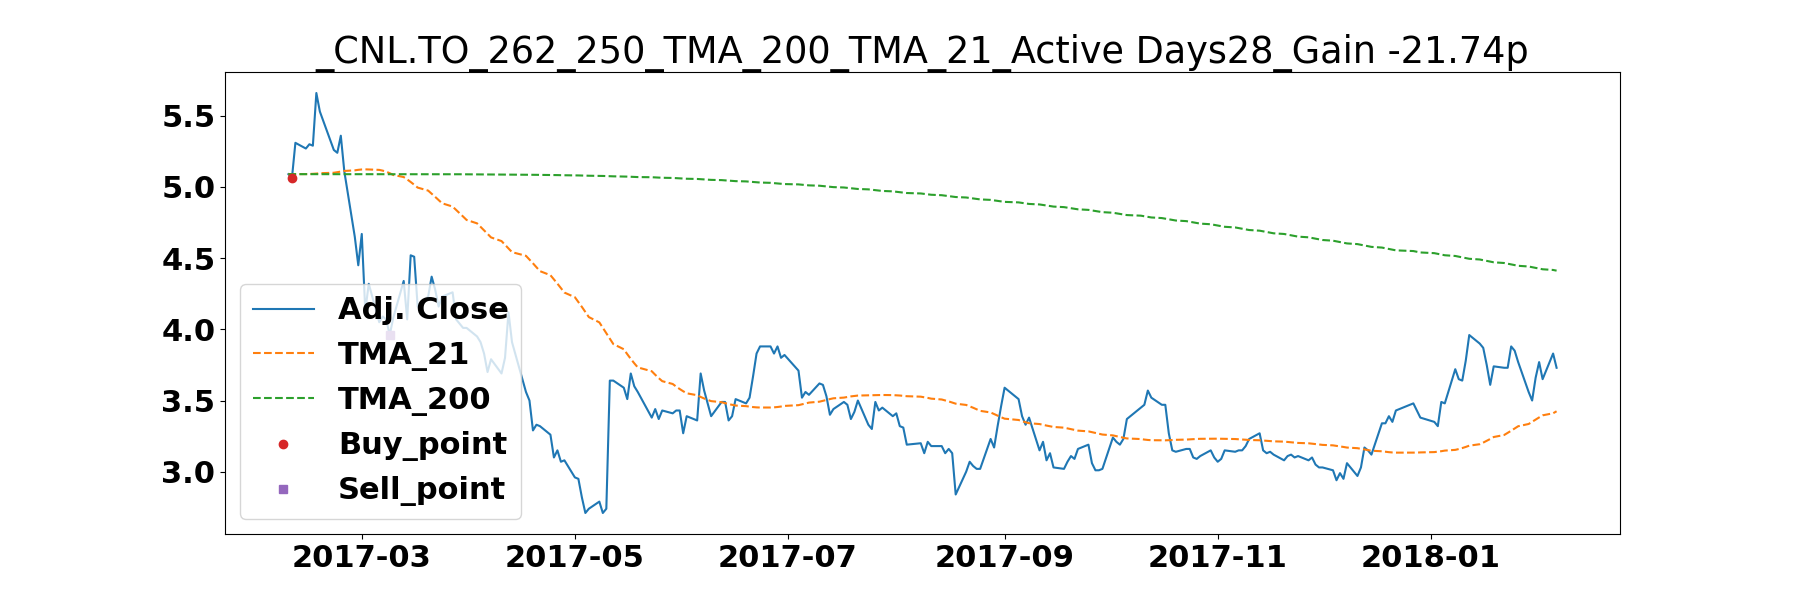 _CNL.TO_262_250_TMA_200_TMA_21_Active Days28_Gain -21.74p
5.5
5.0
4.5
4.0
3.5
3.0
Adj. Close
TMA_21
TMA_200
Buy_point
Sell_point
2017-03 2017-05 2017-07 2017-09 2017-11 2018-01